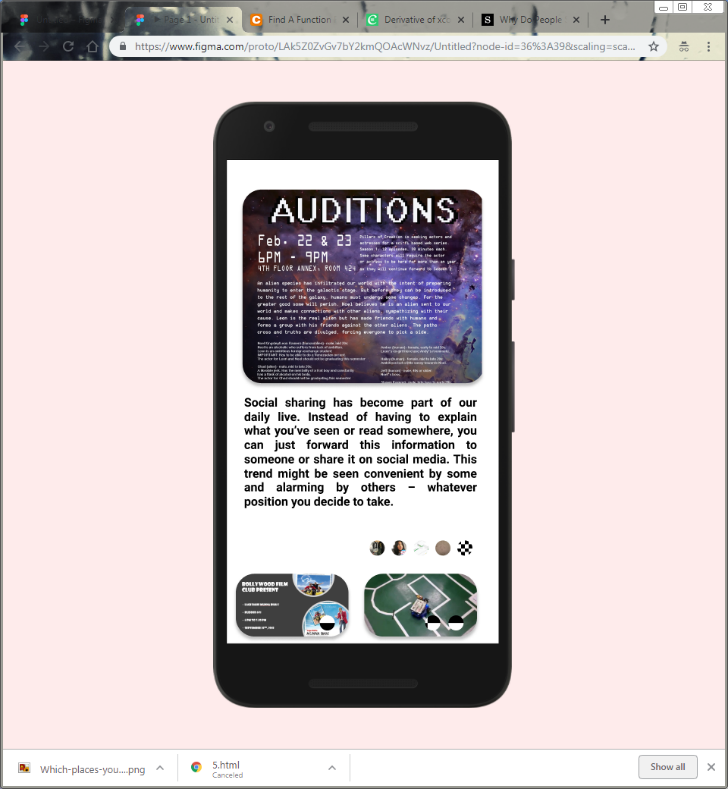 Page 2 - Unti
Find A Function
Derivative of xco
Why Do People
https://www.figma.com/proto/LAk5Z0ZvGv7bY2kmQOAcWNvz/Untitled?node-id=36%3A39&scaling=sca...
AUDITIONS
Feb. 22 & 23
6PM - 9PM
4TH FLOOR ANNEX, ROOM 424
Pillars of Creation is seeking actors and
actresses for a scifi based web series.
Season 1, 10 episodes, 30 minutes each.
Some characters will require the actor
or actress to be here for more than on year,
as they will continue forward to season 2
An alien species has infiltrated our world with the intent of preparing
humanity to enter the galactic stage. But before they can be introduced
to the rest of the galaxy, humans must undergo some changes. For the
greater good some will perish. Noel believes he is an alien sent to our
world and makes connections with other aliens, sympathizing with their
cause. Leen is the real alien but has made friends with humans and
forms a group with his friends against the other aliens. The paths
cross and truths are divulged, forcing everyone to pick a side.
Social sharing has become part of our
daily live. Instead of having to explain
what you've seen or read somewhere, you
can just forward this information to
someone or share it on social media. This
trend might be seen convenient by some
and alarming by others – whatever
position you decide to take.
BOLLYWOOD FILM
CLUB PRESENT
Which-places-you....png
5.html
Canceled
Show all